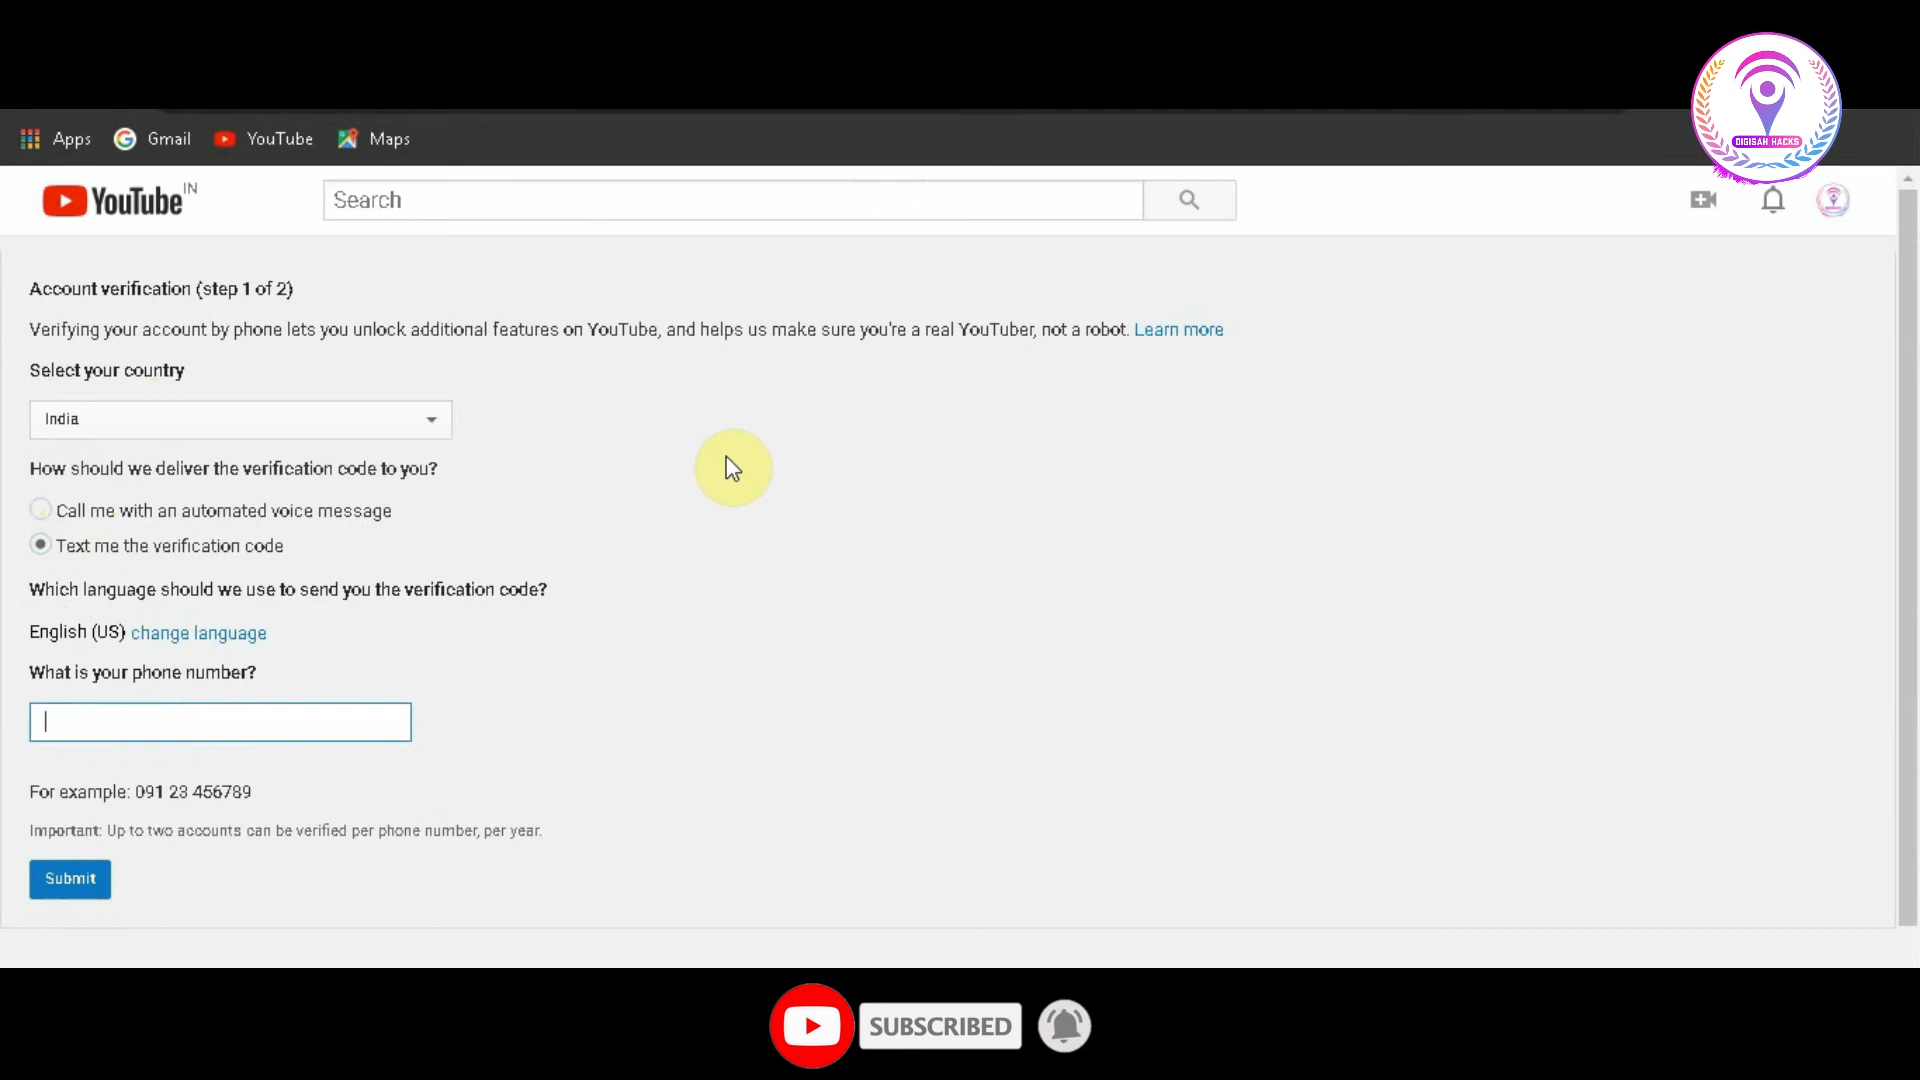 DIGISAH HACKS
Apps Gmail YouTube Maps
YouTube IN
Search
Account verification (step 1 of 2)
Verifying your account by phone lets you unlock additional features on YouTube, and helps us make sure you're a real YouTuber, not a robot. Learn more
Select your country
India
How should we deliver the verification code to you?
Call me with an automated voice message
Text me the verification code
Which language should we use to send you the verification code?
English (US) change language
What is your phone number?
For example: 091 23 456789
Important: Up to two accounts can be verified per phone number, per year.
Submit
SUBSCRIBED